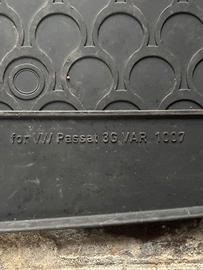 for VW Passat 3G VAR 1007